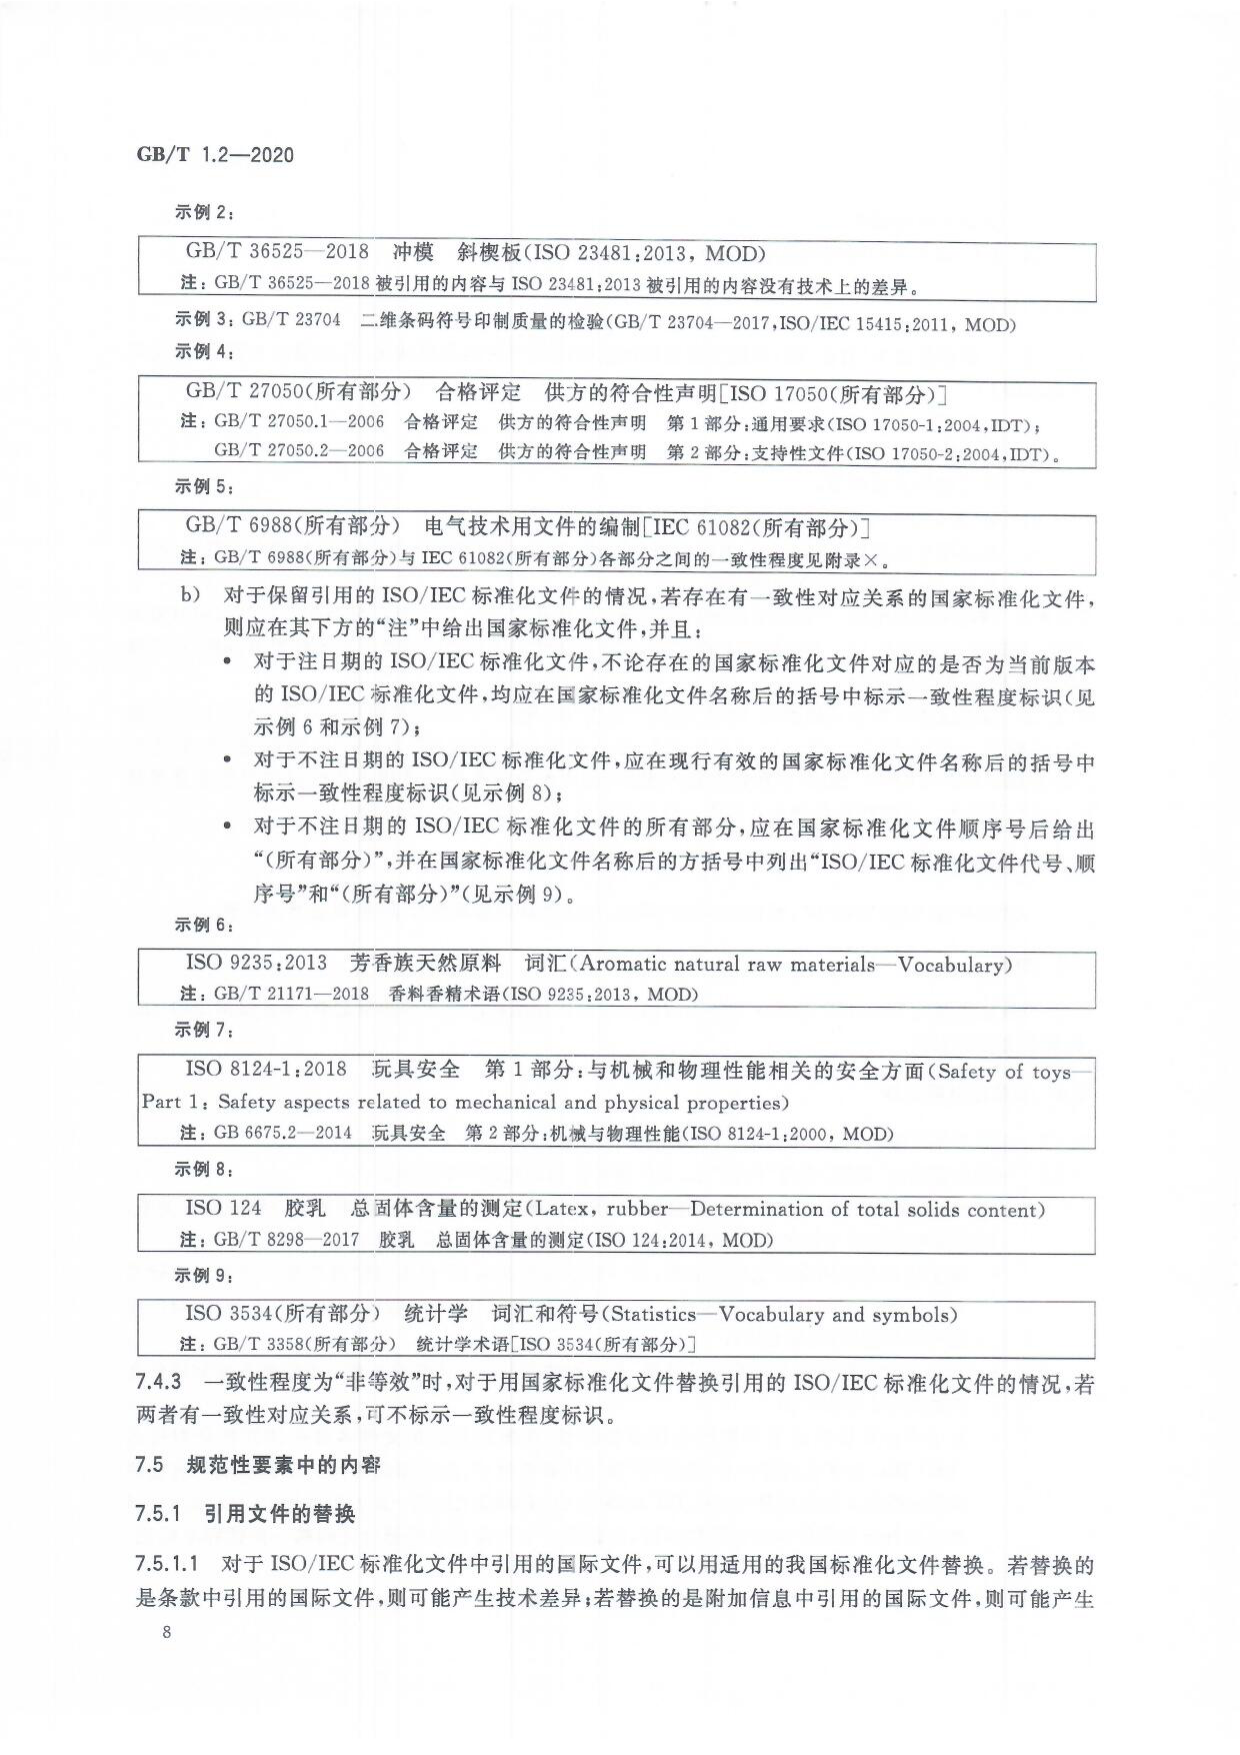 GB/T 1.2—2020
示例 2:
GB/T 36525—2018 冲模 斜楔板(ISO 23481:2013, MOD)
注: GB/T 36525—2018 被引用的内容与 ISO 23481:2013 被引用的内容没有技术上的差异。
示例 3: GB/T 23704 二维条码符号印制质量的检验(GB/T 23704—2017,ISO/IEC 15415:2011, MOD)
示例 4:
GB/T 27050(所有部分) 合格评定 供方的符合性声明[ISO 17050(所有部分)]
注: GB/T 27050.1—2006 合格评定 供方的符合性声明 第 1 部分:通用要求(ISO 17050-1:2004,IDT);
GB/T 27050.2—2006 合格评定 供方的符合性声明 第 2 部分:支持性文件(ISO 17050-2:2004,IDT)。
示例 5:
GB/T 6988(所有部分) 电气技术用文件的编制[IEC 61082(所有部分)]
注: GB/T 6988(所有部分)与 IEC 61082(所有部分)各部分之间的一致性程度见附录×。
b) 对于保留引用的 ISO/IEC 标准化文件的情况,若存在有一致性对应关系的国家标准化文件,
则应在其下方的“注”中给出国家标准化文件,并且:
• 对于注日期的 ISO/IEC 标准化文件,不论存在的国家标准化文件对应的是否为当前版本
的 ISO/IEC 标准化文件,均应在国家标准化文件名称后的括号中标示一致性程度标识(见
示例 6 和示例 7);
• 对于不注日期的 ISO/IEC 标准化文件,应在现行有效的国家标准化文件名称后的括号中
标示一致性程度标识(见示例 8);
• 对于不注日期的 ISO/IEC 标准化文件的所有部分,应在国家标准化文件顺序号后给出
“(所有部分)”,并在国家标准化文件名称后的方括号中列出“ISO/IEC 标准化文件代号、顺
序号”和“(所有部分)”(见示例 9)。
示例 6:
ISO 9235:2013 芳香族天然原料 词汇(Aromatic natural raw materials—Vocabulary)
注: GB/T 21171—2018 香料香精术语(ISO 9235:2013, MOD)
示例 7:
ISO 8124-1:2018 玩具安全 第 1 部分:与机械和物理性能相关的安全方面(Safety of toys—
Part 1: Safety aspects related to mechanical and physical properties)
注: GB 6675.2—2014 玩具安全 第 2 部分:机械与物理性能(ISO 8124-1:2000, MOD)
示例 8:
ISO 124 胶乳 总固体含量的测定(Latex, rubber—Determination of total solids content)
注: GB/T 8298—2017 胶乳 总固体含量的测定(ISO 124:2014, MOD)
示例 9:
ISO 3534(所有部分) 统计学 词汇和符号(Statistics—Vocabulary and symbols)
注: GB/T 3358(所有部分) 统计学术语[ISO 3534(所有部分)]
7.4.3 一致性程度为“非等效”时,对于用国家标准化文件替换引用的 ISO/IEC 标准化文件的情况,若
两者有一致性对应关系,可不标示一致性程度标识。
7.5 规范性要素中的内容
7.5.1 引用文件的替换
7.5.1.1 对于 ISO/IEC 标准化文件中引用的国际文件,可以用适用的我国标准化文件替换。若替换的
是条款中引用的国际文件,则可能产生技术差异;若替换的是附加信息中引用的国际文件,则可能产生
8